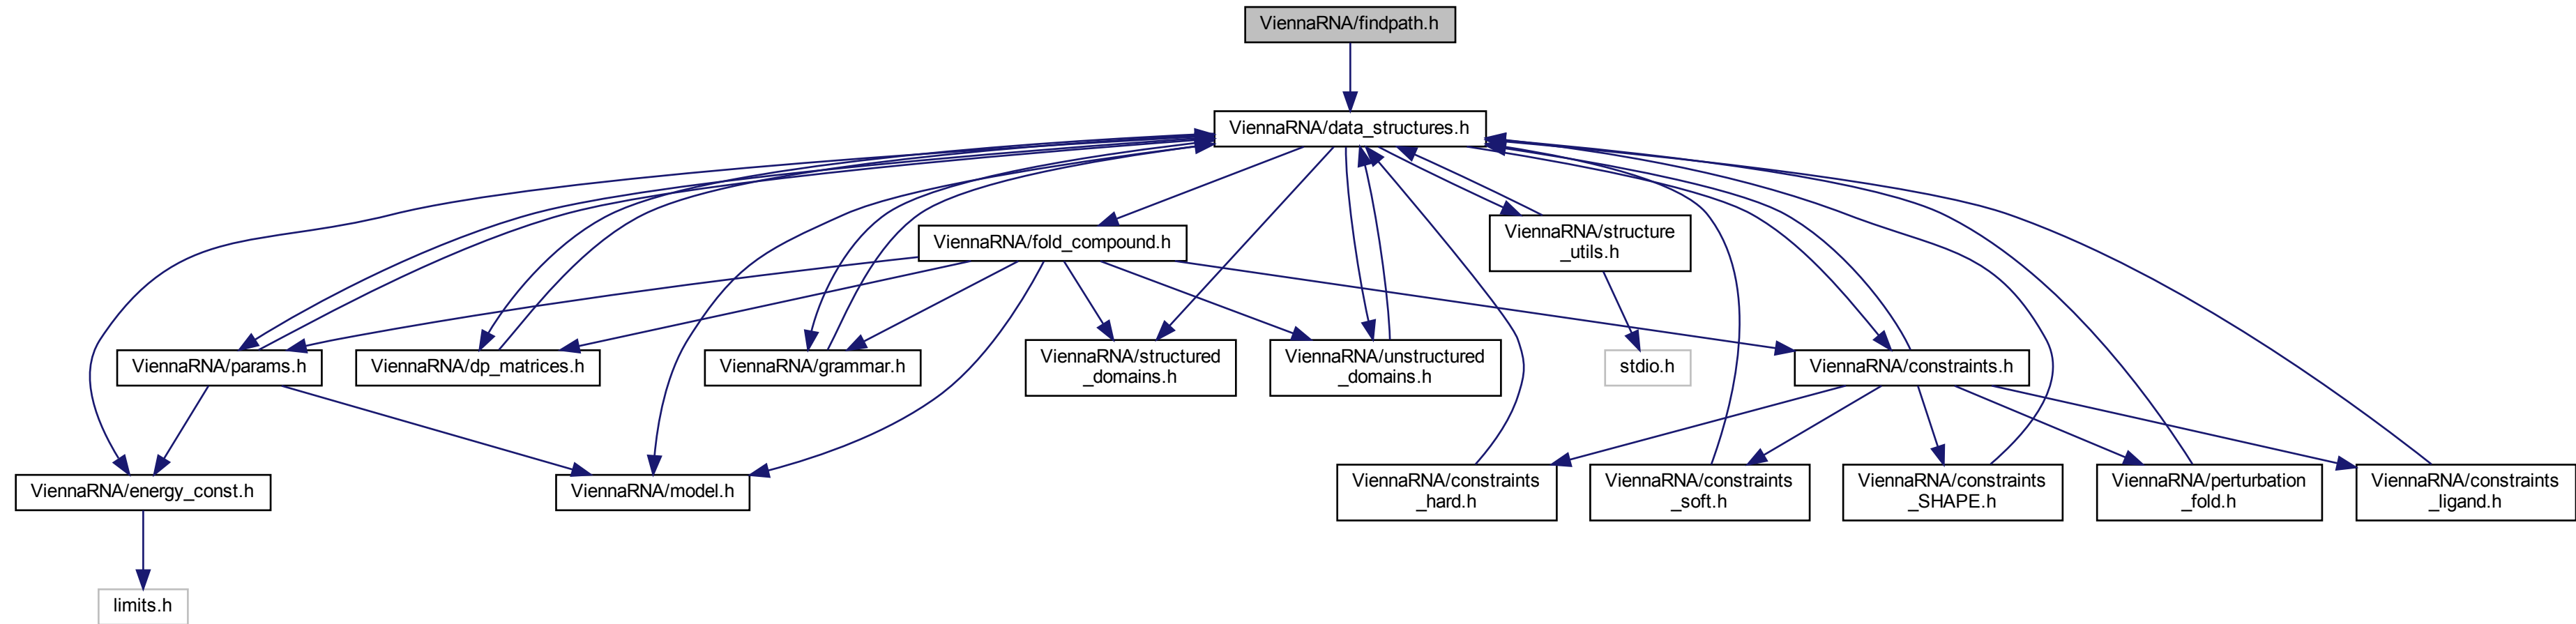 ViennaRNA/findpath.h
ViennaRNA/data_structures.h
ViennaRNA/fold_compound.h
ViennaRNA/structure
_utils.h
ViennaRNA/params.h
ViennaRNA/dp_matrices.h
ViennaRNA/grammar.h
ViennaRNA/structured
_domains.h
ViennaRNA/unstructured
_domains.h
stdio.h
ViennaRNA/constraints.h
ViennaRNA/energy_const.h
ViennaRNA/model.h
ViennaRNA/constraints
_hard.h
ViennaRNA/constraints
_soft.h
ViennaRNA/constraints
_SHAPE.h
ViennaRNA/perturbation
_fold.h
ViennaRNA/constraints
_ligand.h
limits.h